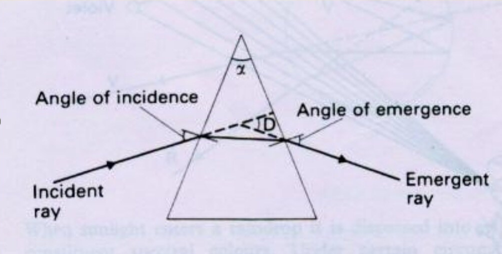 α
Angle of incidence
D
Angle of emergence
Incident
ray
Emergent
ray